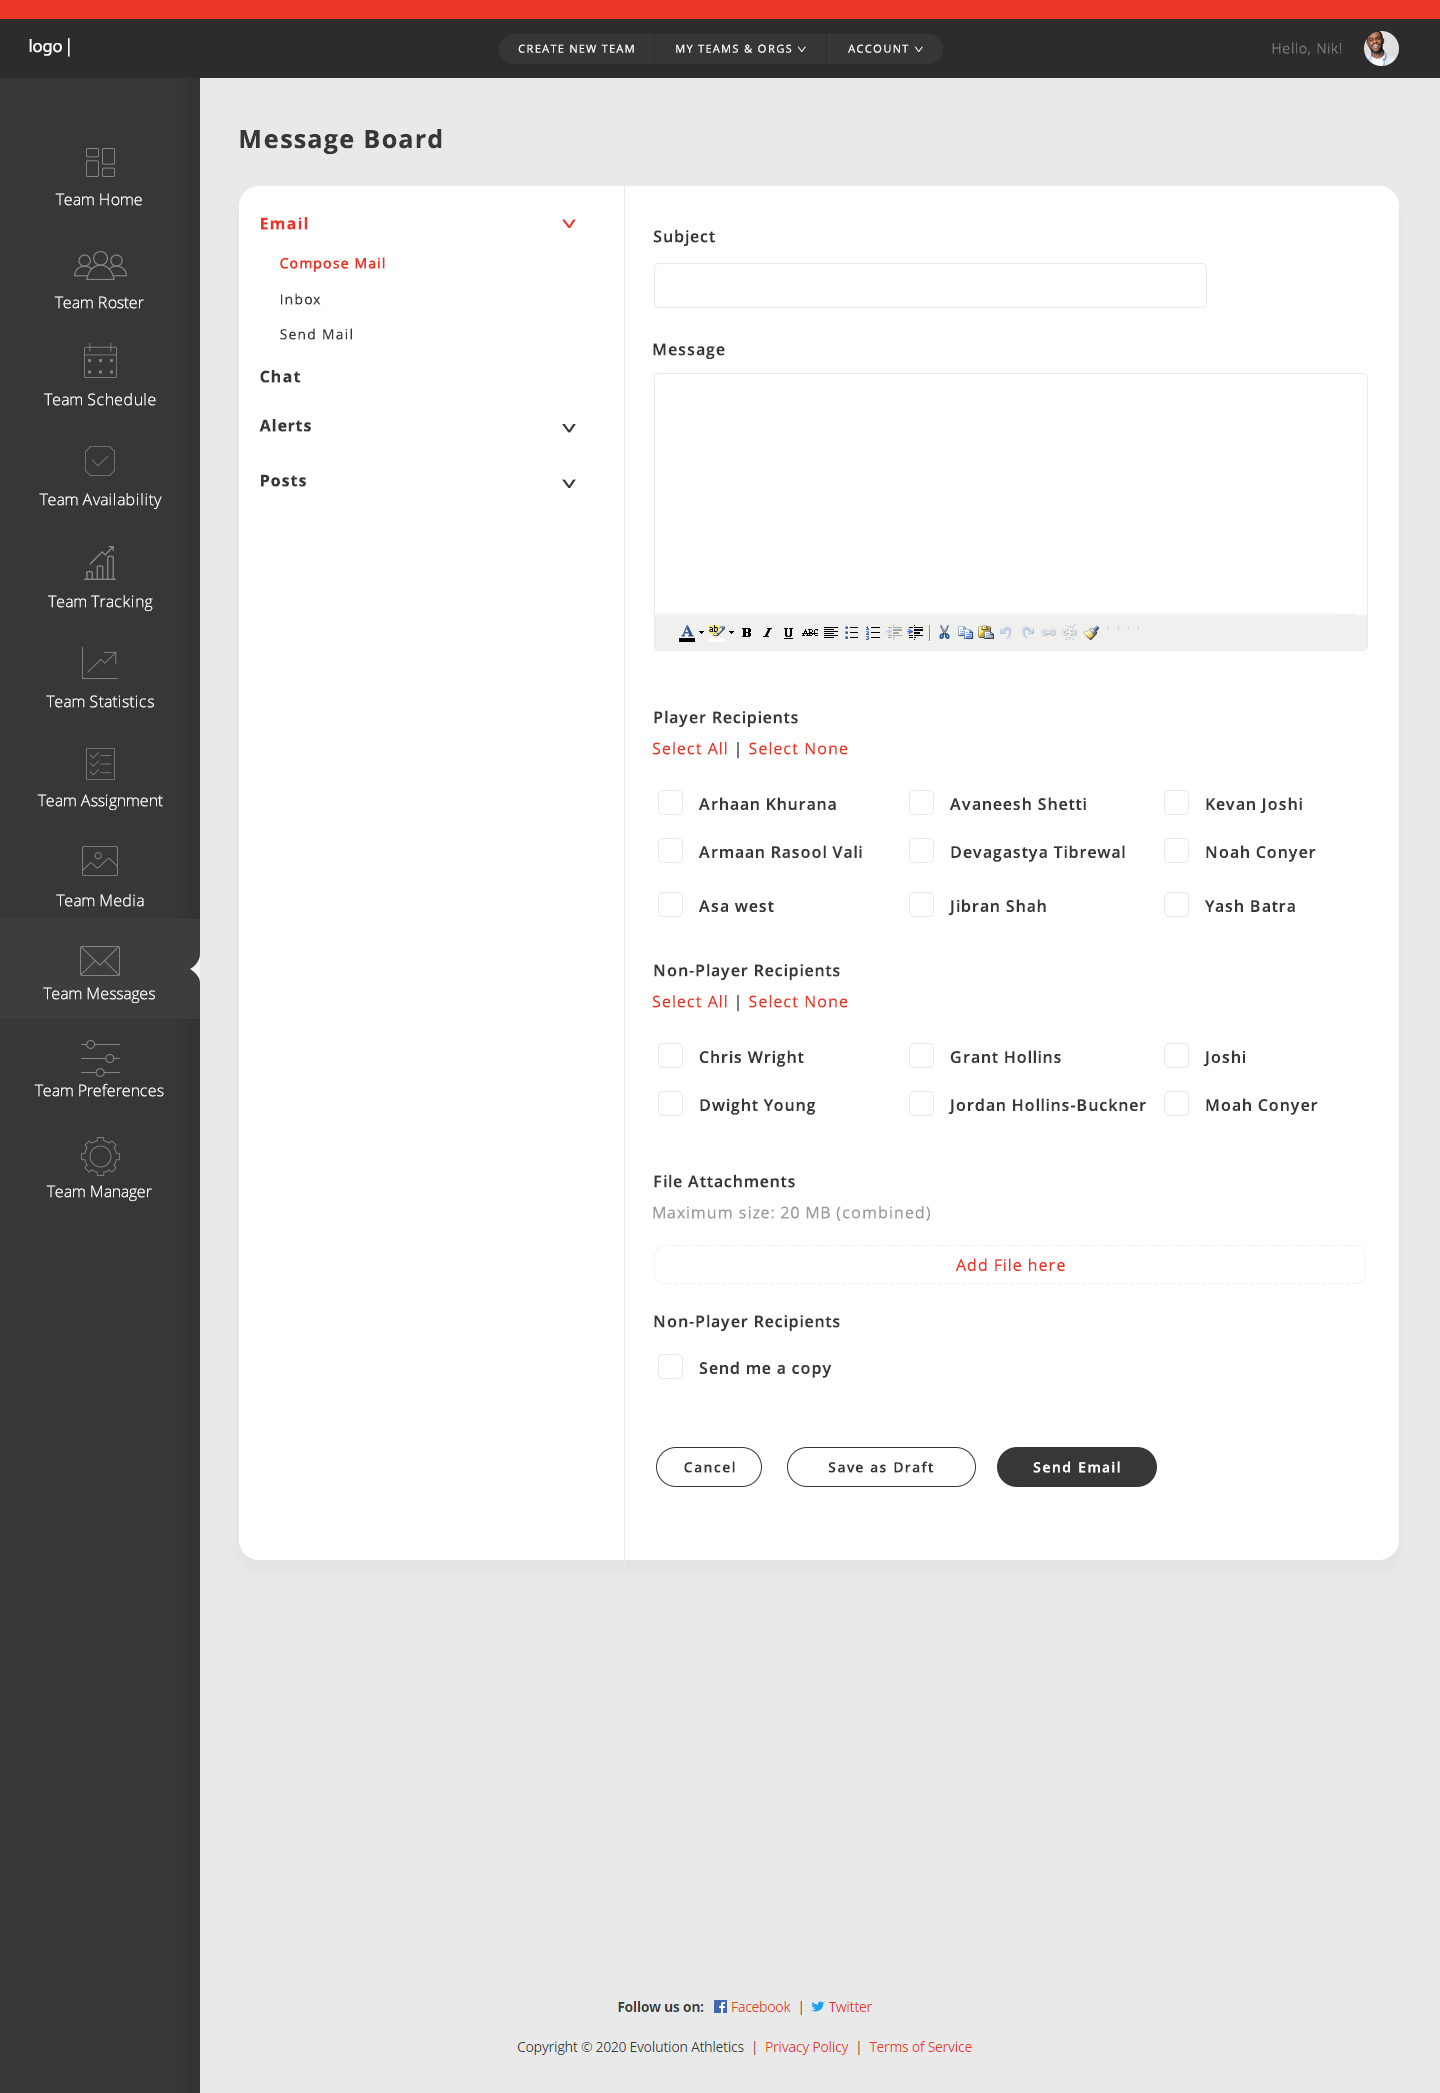 logo |
CREATE NEW TEAM
MY TEAMS & ORGS
ACCOUNT
Hello, Nik!
Team Home
Team Roster
Team Schedule
Team Availability
Team Tracking
Team Statistics
Team Assignment
Team Media
Team Messages
Team Preferences
Team Manager
Message Board
Email
Compose Mail
Inbox
Send Mail
Chat
Alerts
Posts
Subject
Message
A ab B I U ABC
Player Recipients
Select All | Select None
Arhaan Khurana Avaneesh Shetti Kevan Joshi
Armaan Rasool Vali Devagastya Tibrewal Noah Conyer
Asa west Jibran Shah Yash Batra
Non-Player Recipients
Select All | Select None
Chris Wright Grant Hollins Joshi
Dwight Young Jordan Hollins-Buckner Moah Conyer
File Attachments
Maximum size: 20 MB (combined)
Add File here
Non-Player Recipients
Send me a copy
Cancel Save as Draft Send Email
Follow us on: Facebook | Twitter
Copyright © 2020 Evolution Athletics | Privacy Policy | Terms of Service